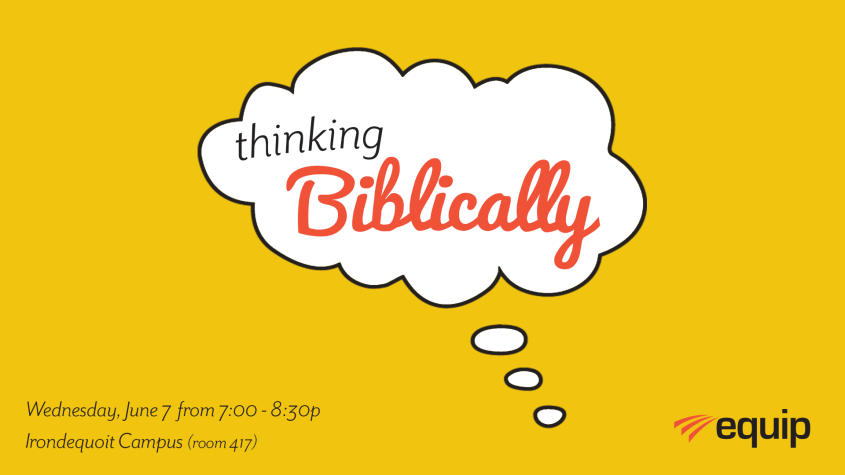 thinking
Biblically
Wednesday, June 7 from 7:00 - 8:30p
Irondequoit Campus (room 417)
equip